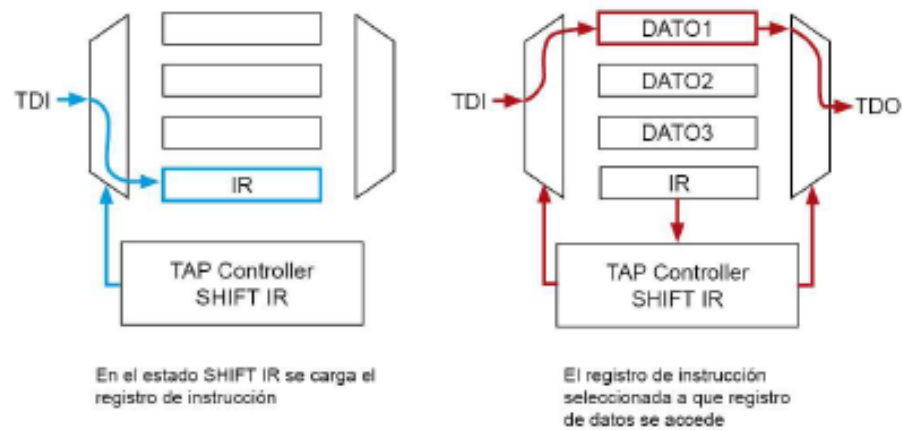 TDI
IR
TAP Controller
SHIFT IR
En el estado SHIFT IR se carga el
registro de instrucción
DATO1
TDI
DATO2
TDO
DATO3
IR
TAP Controller
SHIFT IR
El registro de instrucción
seleccionada a que registro
de datos se accede